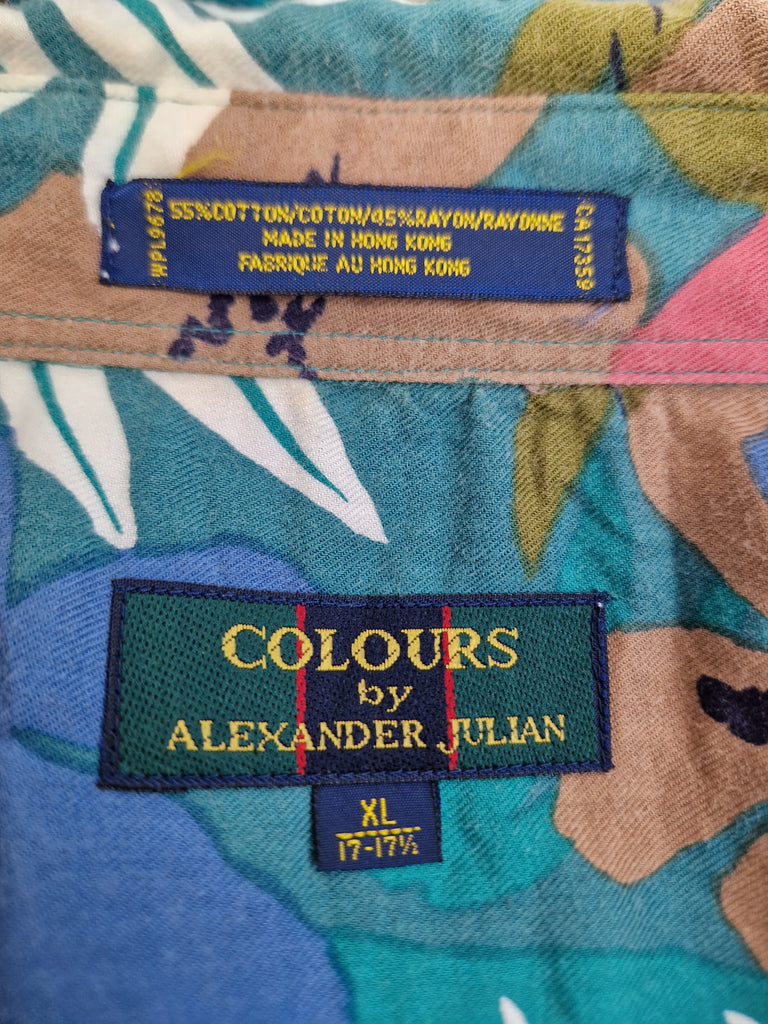 WPL9678
55%COTTON/COTON/45%RAYON/RAYONNE
MADE IN HONG KONG
FABRIQUE AU HONG KONG
CA17359
COLOURS
by
ALEXANDER JULIAN
XL
17-17½